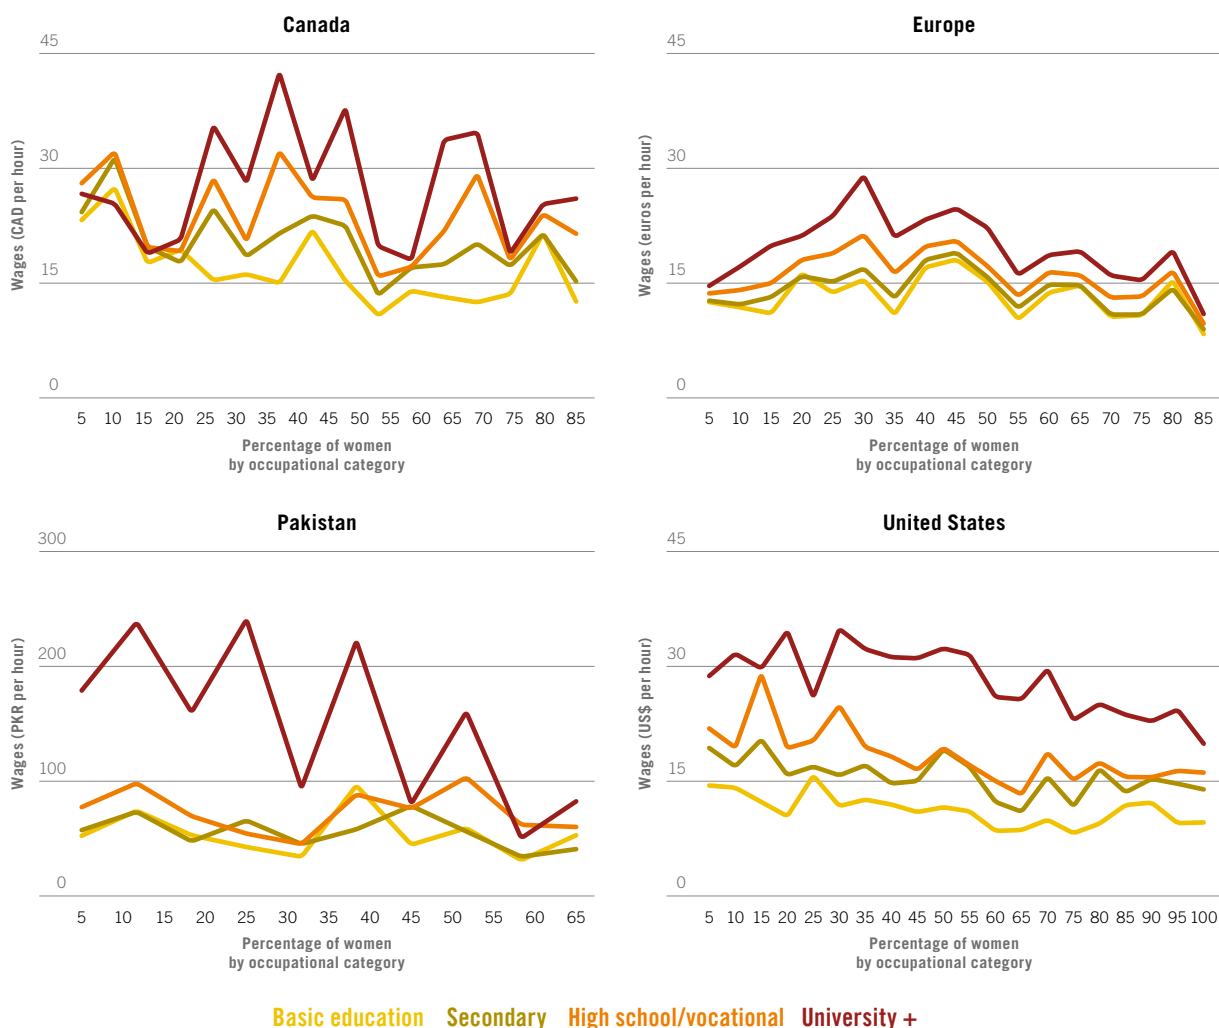 Canada
Wages (CAD per hour)
45
30
15
0
5 10 15 20 25 30 35 40 45 50 55 60 65 70 75 80 85
Percentage of women
by occupational category
Europe
Wages (euros per hour)
45
30
15
0
5 10 15 20 25 30 35 40 45 50 55 60 65 70 75 80 85
Percentage of women
by occupational category
Pakistan
Wages (PKR per hour)
300
200
100
0
5 10 15 20 25 30 35 40 45 50 55 60 65
Percentage of women
by occupational category
United States
Wages (US$ per hour)
45
30
15
0
5 10 15 20 25 30 35 40 45 50 55 60 65 70 75 80 85 90 95 100
Percentage of women
by occupational category
Basic education Secondary High school/vocational University +